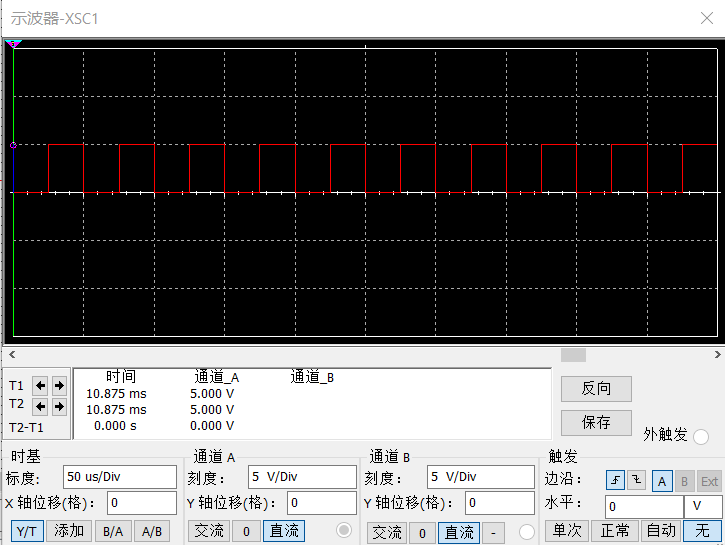 示波器-XSC1
时间 通道_A 通道_B
T1 10.875 ms 5.000 V
T2 10.875 ms 5.000 V
T2-T1 0.000 s 0.000 V
反向
保存
外触发
时基 通道 A 通道 B 触发
标度: 50 us/Div 刻度: 5 V/Div 刻度: 5 V/Div 边沿: A B Ext
X 轴位移(格): 0 Y 轴位移(格): 0 Y 轴位移(格): 0 水平: 0 V
Y/T 添加 B/A A/B 交流 0 直流 交流 0 直流 - 单次 正常 自动 无